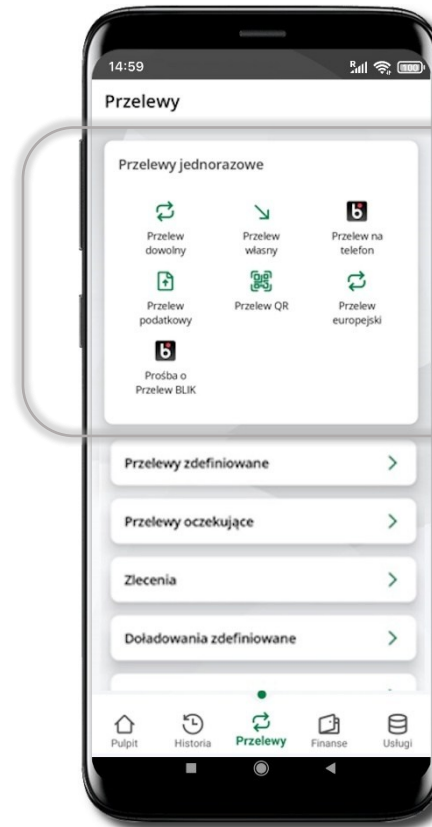 14:59
R
100
Przelewy
Przelewy jednorazowe
Przelew
dowolny
Przelew
własny
Przelew na
telefon
Przelew
podatkowy
Przelew QR
Przelew
europejski
Prośba o
Przelew BLIK
Przelewy zdefiniowane
Przelewy oczekujące
Zlecenia
Doładowania zdefiniowane
Pulpit
Historia
Przelewy
Finanse
Usługi